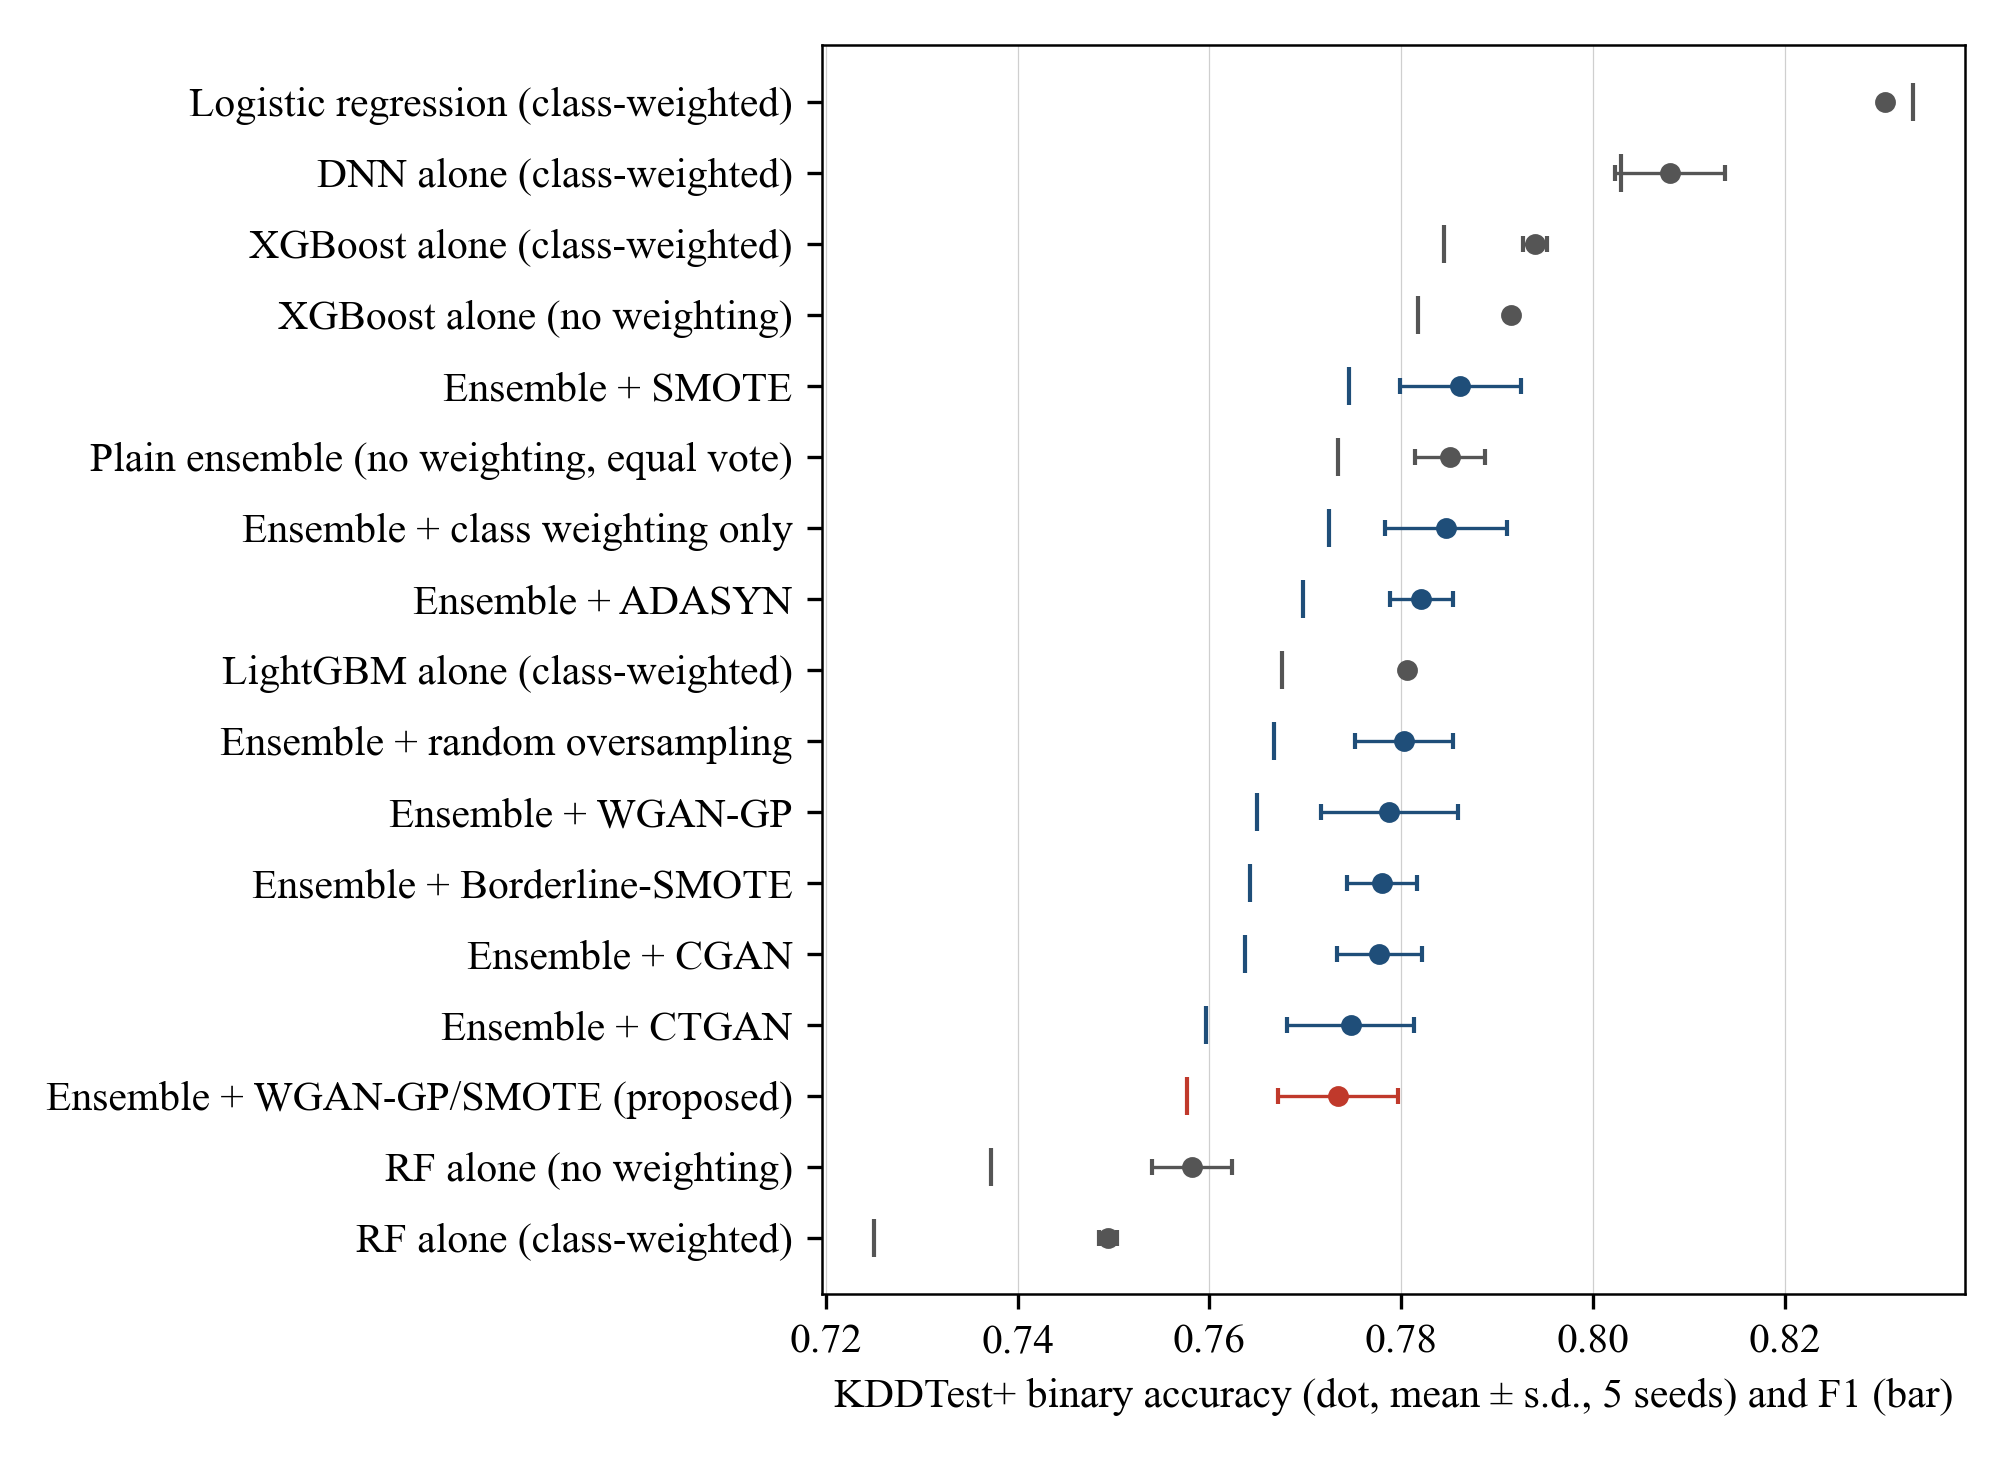 Logistic regression (class-weighted)
DNN alone (class-weighted)
XGBoost alone (class-weighted)
XGBoost alone (no weighting)
Ensemble + SMOTE
Plain ensemble (no weighting, equal vote)
Ensemble + class weighting only
Ensemble + ADASYN
LightGBM alone (class-weighted)
Ensemble + random oversampling
Ensemble + WGAN-GP
Ensemble + Borderline-SMOTE
Ensemble + CGAN
Ensemble + CTGAN
Ensemble + WGAN-GP/SMOTE (proposed)
RF alone (no weighting)
RF alone (class-weighted)
0.72 0.74 0.76 0.78 0.80 0.82
KDDTest+ binary accuracy (dot, mean ± s.d., 5 seeds) and F1 (bar)